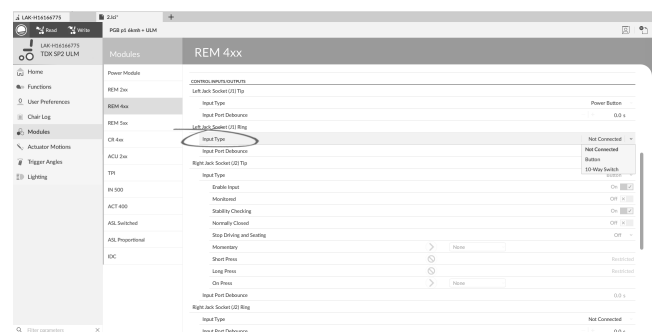 LAK-H16166775
2.lci*
+
Read
Write
PGB p1 6kmh + ULM
LAK-H16166775
TDX SP2 ULM
Modules
REM 4xx
Home
Functions
User Preferences
Chair Log
Modules
Actuator Motions
Trigger Angles
Lighting
Filter parameters
Power Module
REM 2xx
REM 4xx
REM 5xx
CR 4xx
ACU 2xx
TPI
IN 500
ACT 400
ASL Switched
ASL Proportional
IDC
CONTROL INPUTS/OUTPUTS
Left Jack Socket (J1) Tip
Input Type Power Button
Input Port Debounce 0.0 s
Left Jack Socket (J1) Ring
Input Type Not Connected
Input Port Debounce
Not Connected
Button
10-Way Switch
Right Jack Socket (J2) Tip
Input Type Button
Enable Input On
Monitored Off
Stability Checking On
Normally Closed Off
Stop Driving and Seating Off
Momentary None
Short Press Restricted
Long Press Restricted
On Press None
Input Port Debounce 0.0 s
Right Jack Socket (J2) Ring
Input Type Not Connected
Input Port Debounce 0.0 s